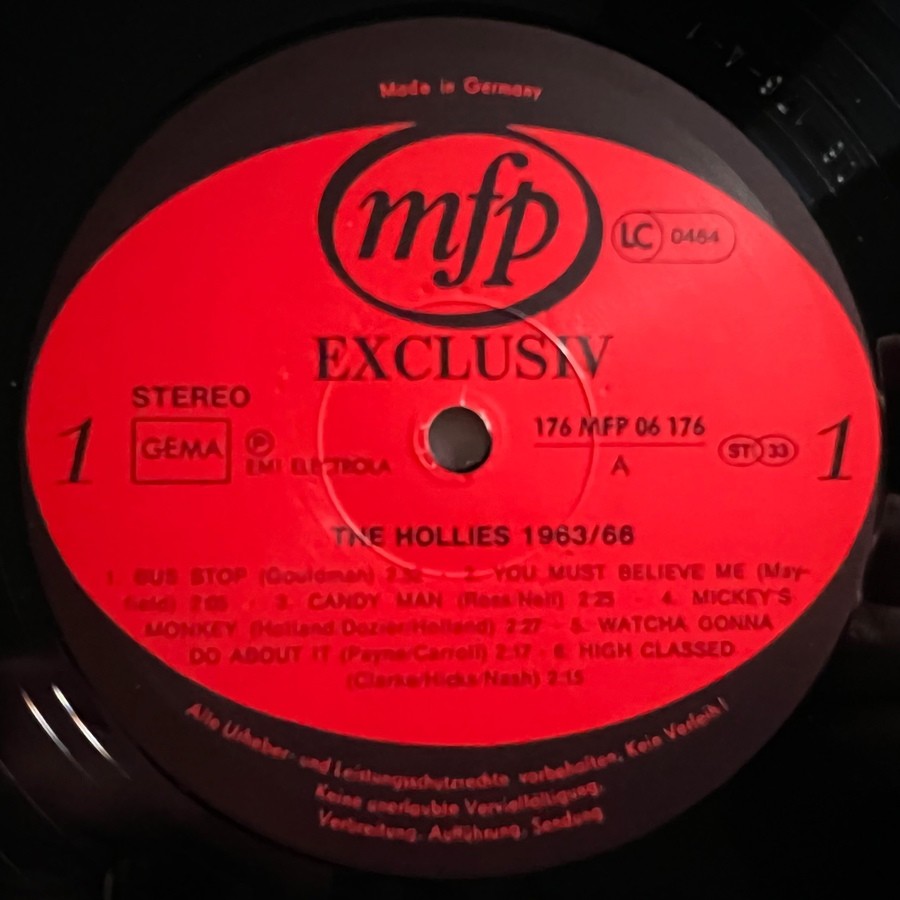 Made in Germany
mfp
LC 0464
EXCLUSIV
STEREO
1 GEMA ℗ 176 MFP 06 176 ST 33 1
EMI ELECTROLA A
THE HOLLIES 1963/66
1. BUS STOP (Gouldman) 2:52 · 2. YOU MUST BELIEVE ME (May-
field) 2:05 · 3. CANDY MAN (Ross/Neil) 2:25 · 4. MICKEY'S
MONKEY (Holland/Dozier/Holland) 2:27 · 5. WATCHA GONNA
DO ABOUT IT (Payne/Carroll) 2:17 · 6. HIGH CLASSED
(Clarke/Hicks/Nash) 2:15
Alle Urheber- und Leistungsschutzrechte vorbehalten. Kein Verleih!
Keine unerlaubte Vervielfältigung,
Verbreitung, Aufführung, Sendung